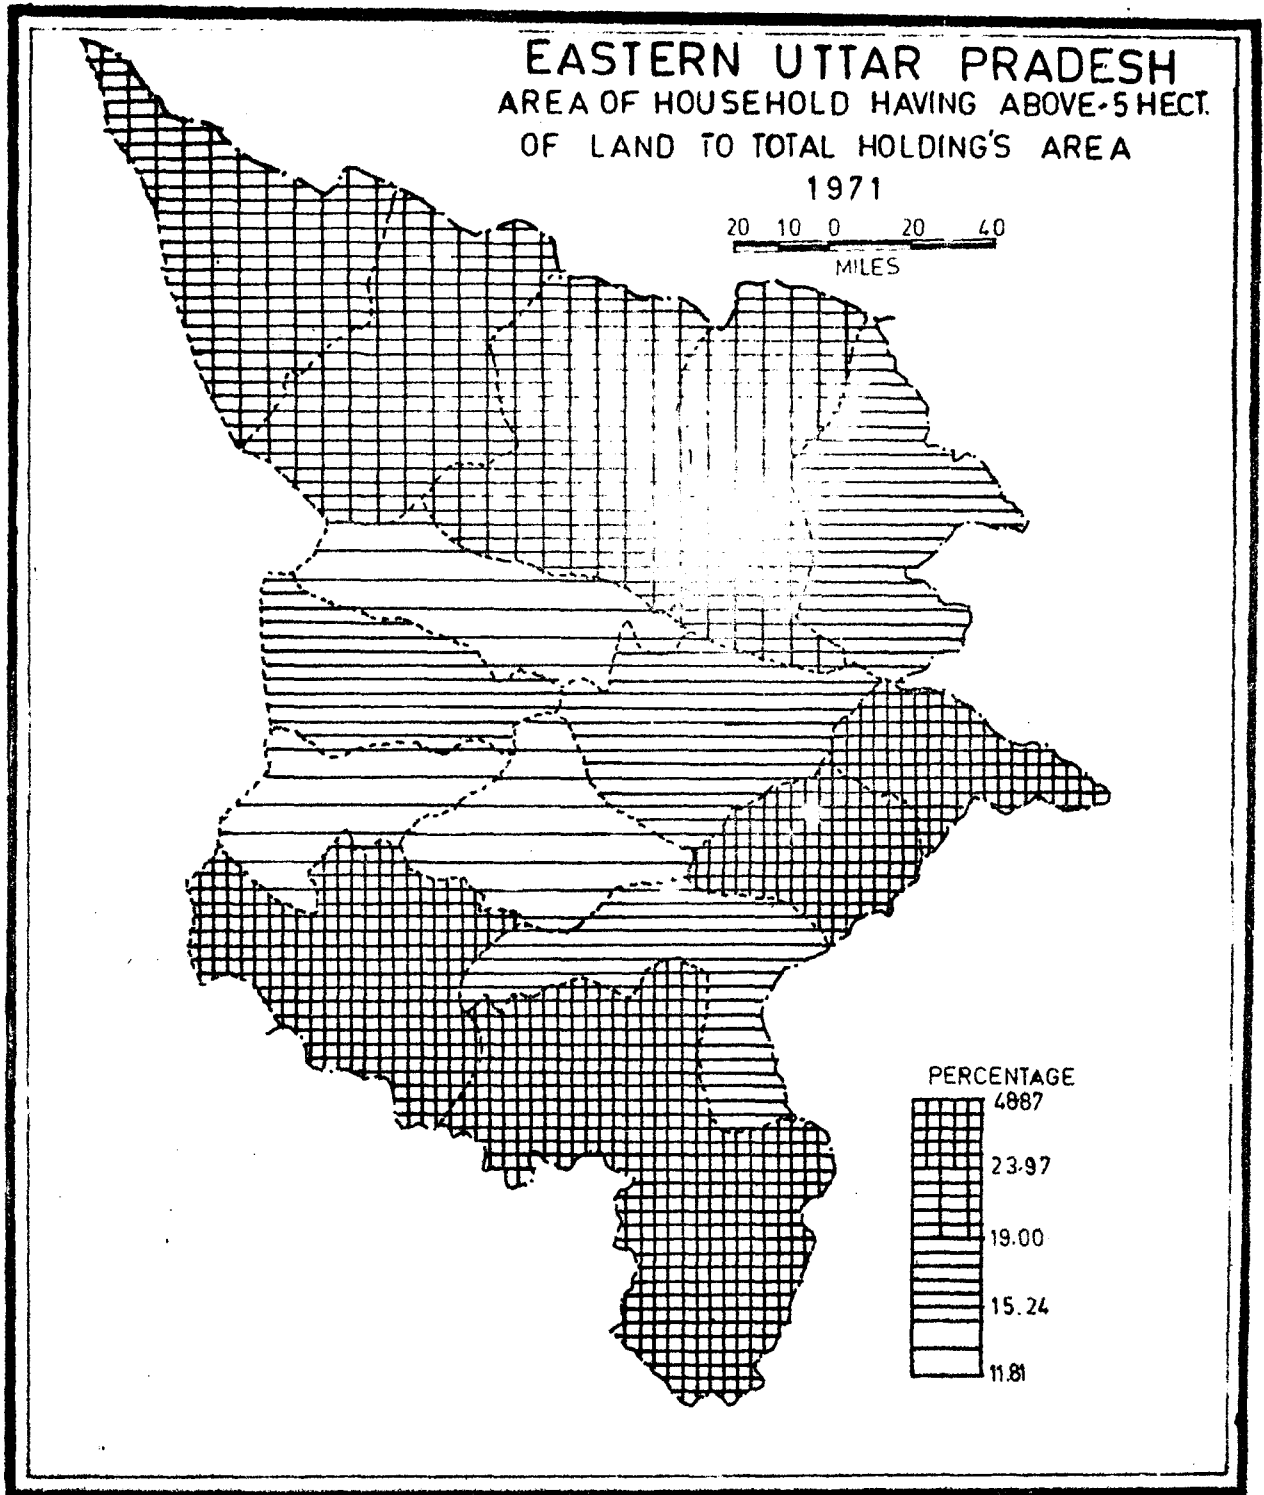 EASTERN UTTAR PRADESH
AREA OF HOUSEHOLD HAVING ABOVE-5 HECT.
OF LAND TO TOTAL HOLDING'S AREA
1971
20 10 0 20 40
MILES
PERCENTAGE
4887
23.97
19.00
15.24
11.81